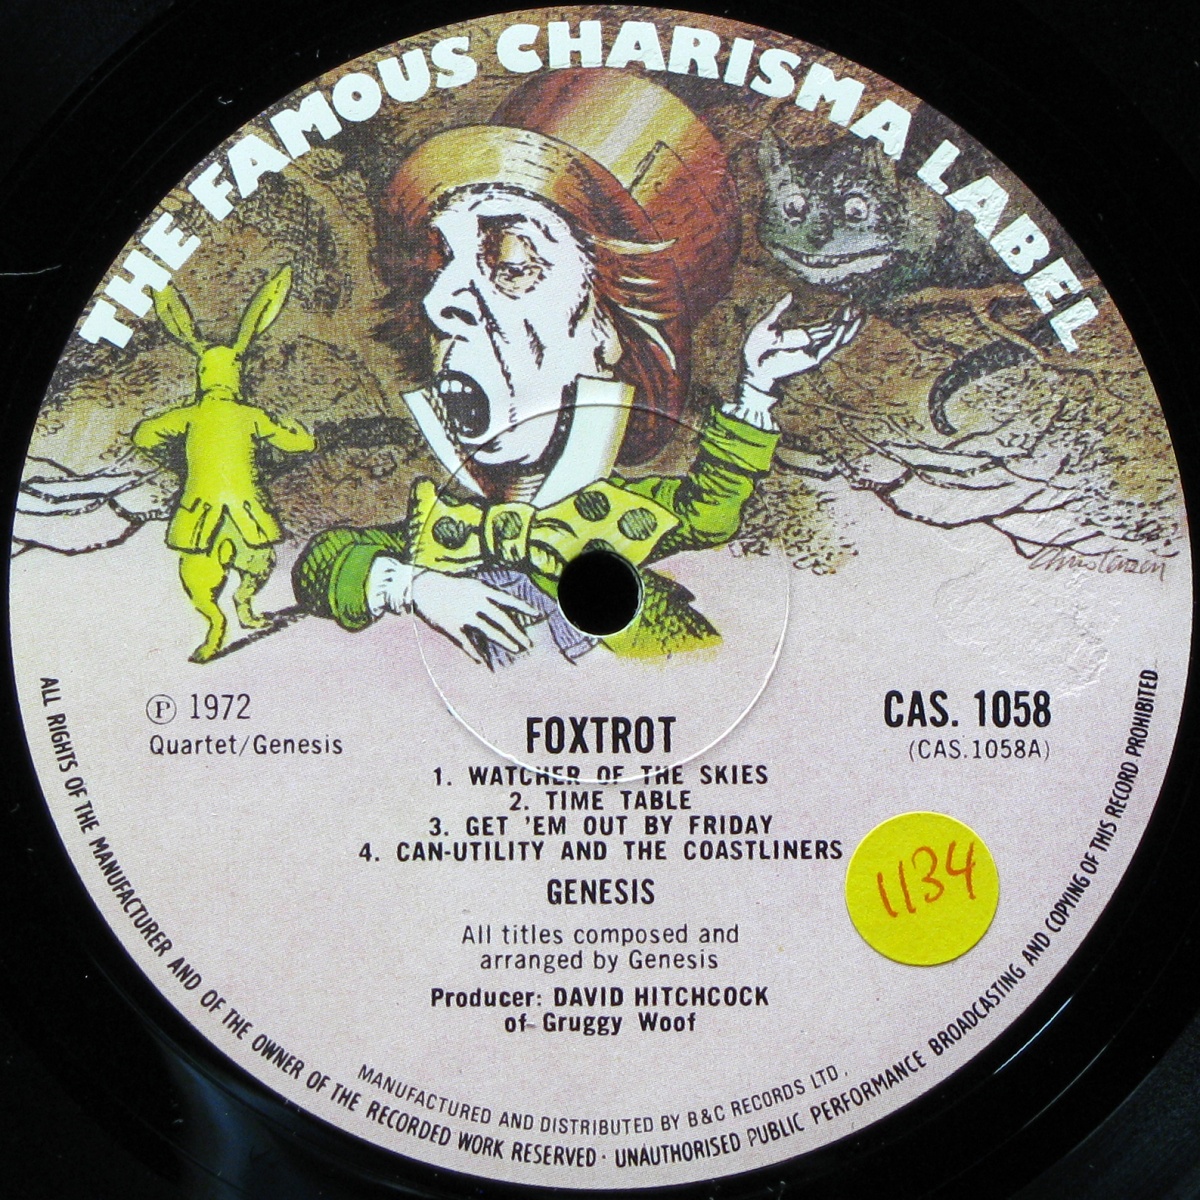 THE FAMOUS CHARISMA LABEL
Christensen
Ⓟ 1972
Quartet/Genesis
CAS. 1058
(CAS.1058A)
FOXTROT
1. WATCHER OF THE SKIES
2. TIME TABLE
3. GET 'EM OUT BY FRIDAY
4. CAN-UTILITY AND THE COASTLINERS
GENESIS
1134
All titles composed and
arranged by Genesis
Producer: DAVID HITCHCOCK
of Gruggy Woof
MANUFACTURED AND DISTRIBUTED BY B&C RECORDS LTD.
ALL RIGHTS OF THE MANUFACTURER AND OF THE OWNER OF THE RECORDED WORK RESERVED · UNAUTHORISED PUBLIC PERFORMANCE BROADCASTING AND COPYING OF THIS RECORD PROHIBITED